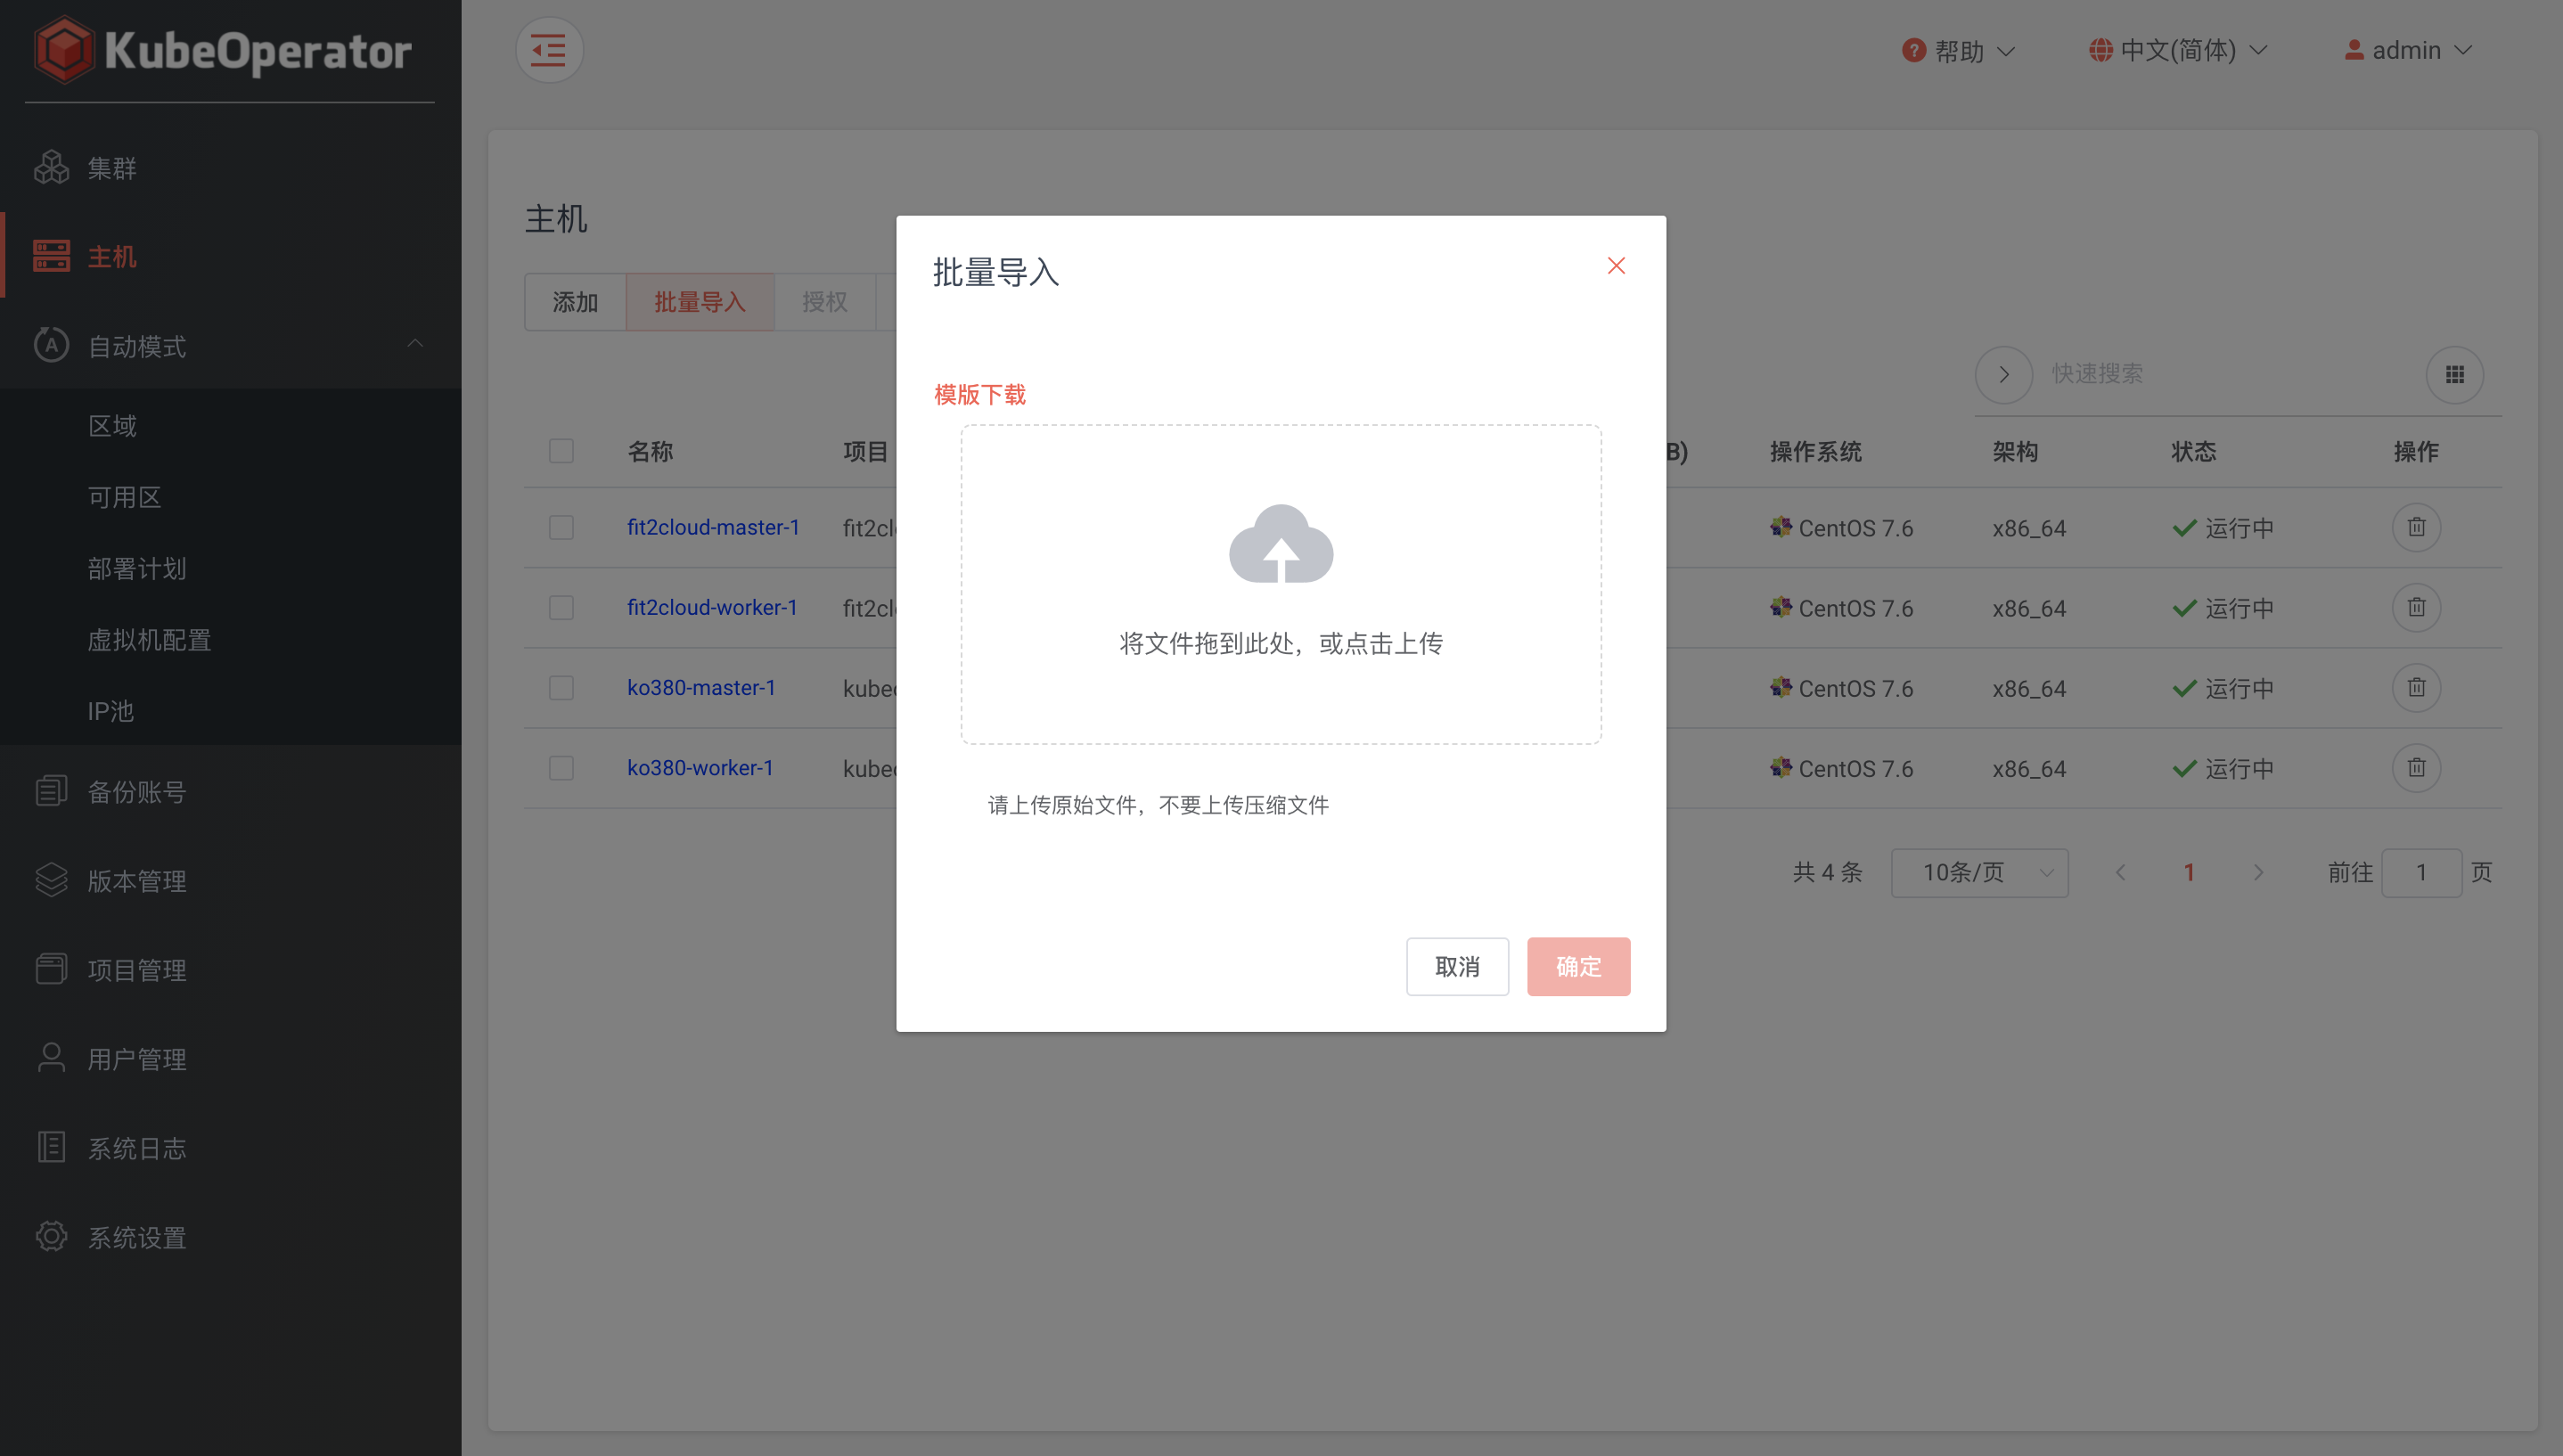 KubeOperator
帮助
中文(简体)
admin
集群
主机
自动模式
区域
可用区
部署计划
虚拟机配置
IP池
备份账号
版本管理
项目管理
用户管理
系统日志
系统设置
主机
添加
批量导入
授权
快速搜索
名称 项目 B) 操作系统 架构 状态 操作
fit2cloud-master-1 fit2cl CentOS 7.6 x86_64 运行中
fit2cloud-worker-1 fit2cl CentOS 7.6 x86_64 运行中
ko380-master-1 kube CentOS 7.6 x86_64 运行中
ko380-worker-1 kube CentOS 7.6 x86_64 运行中
共 4 条 10条/页 1 前往 1 页
批量导入
模版下载
将文件拖到此处，或点击上传
请上传原始文件，不要上传压缩文件
取消
确定